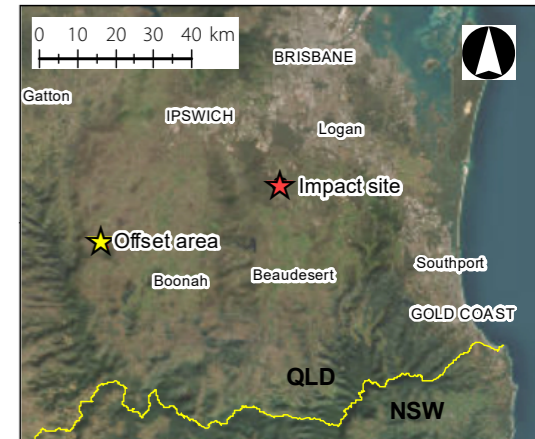 0 10 20 30 40 km
BRISBANE
Gatton
IPSWICH
Logan
Impact site
Offset area
Southport
Beaudesert
Boonah
GOLD COAST
QLD
NSW